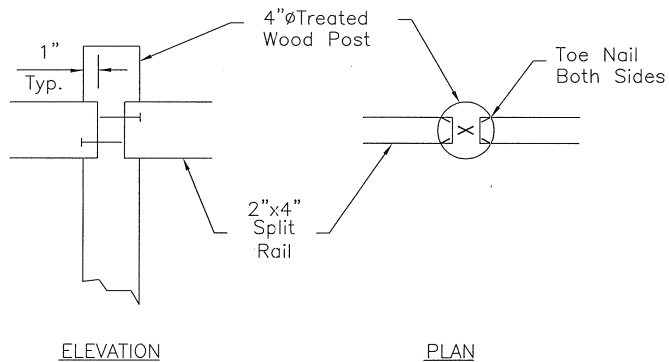 4"øTreated
Wood Post
1"
Typ.
Toe Nail
Both Sides
2"x4"
Split
Rail
ELEVATION
PLAN